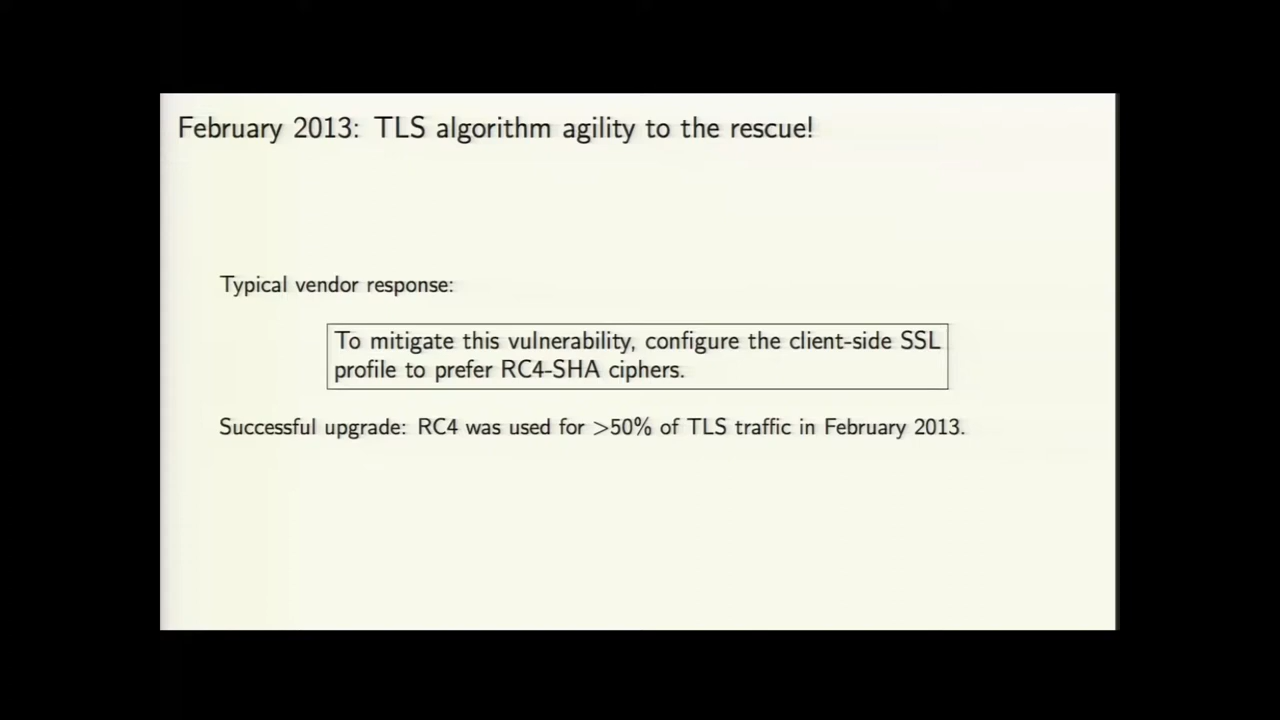 February 2013: TLS algorithm agility to the rescue!
Typical vendor response:
To mitigate this vulnerability, configure the client-side SSL
profile to prefer RC4-SHA ciphers.
Successful upgrade: RC4 was used for >50% of TLS traffic in February 2013.